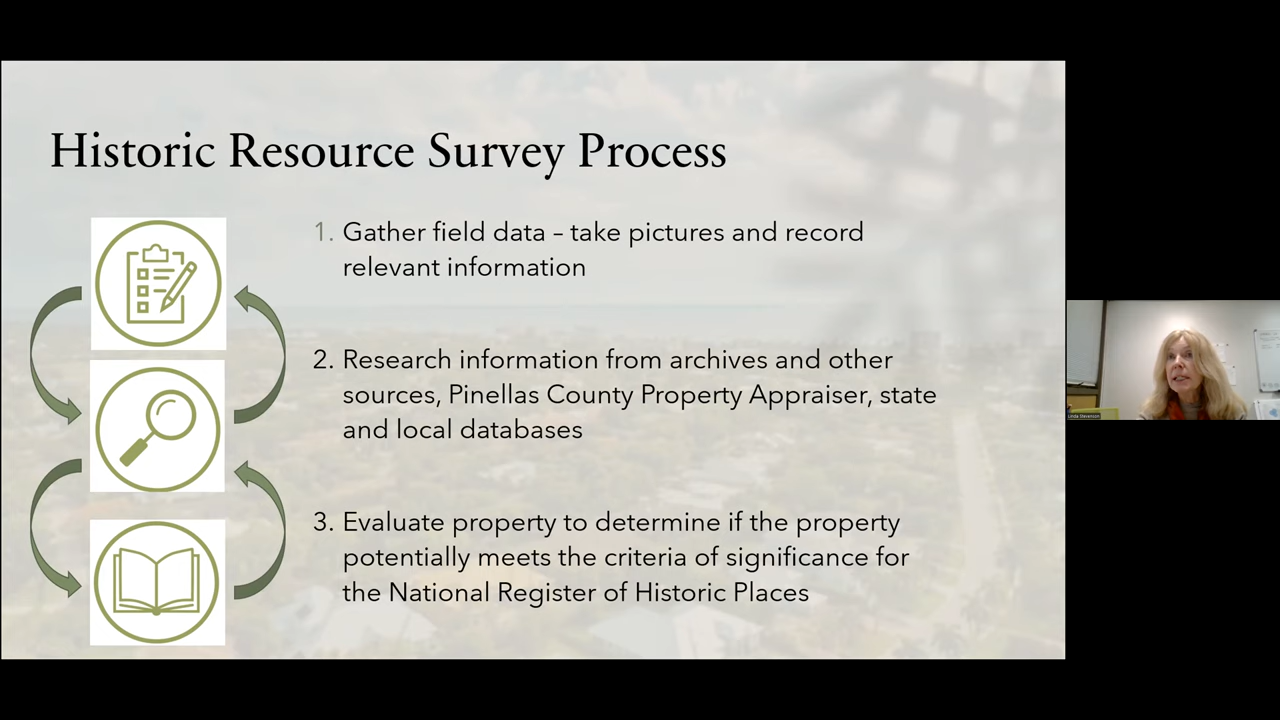 Historic Resource Survey Process
1. Gather field data – take pictures and record
relevant information
2. Research information from archives and other
sources, Pinellas County Property Appraiser, state
and local databases
3. Evaluate property to determine if the property
potentially meets the criteria of significance for
the National Register of Historic Places
Linda Stevenson